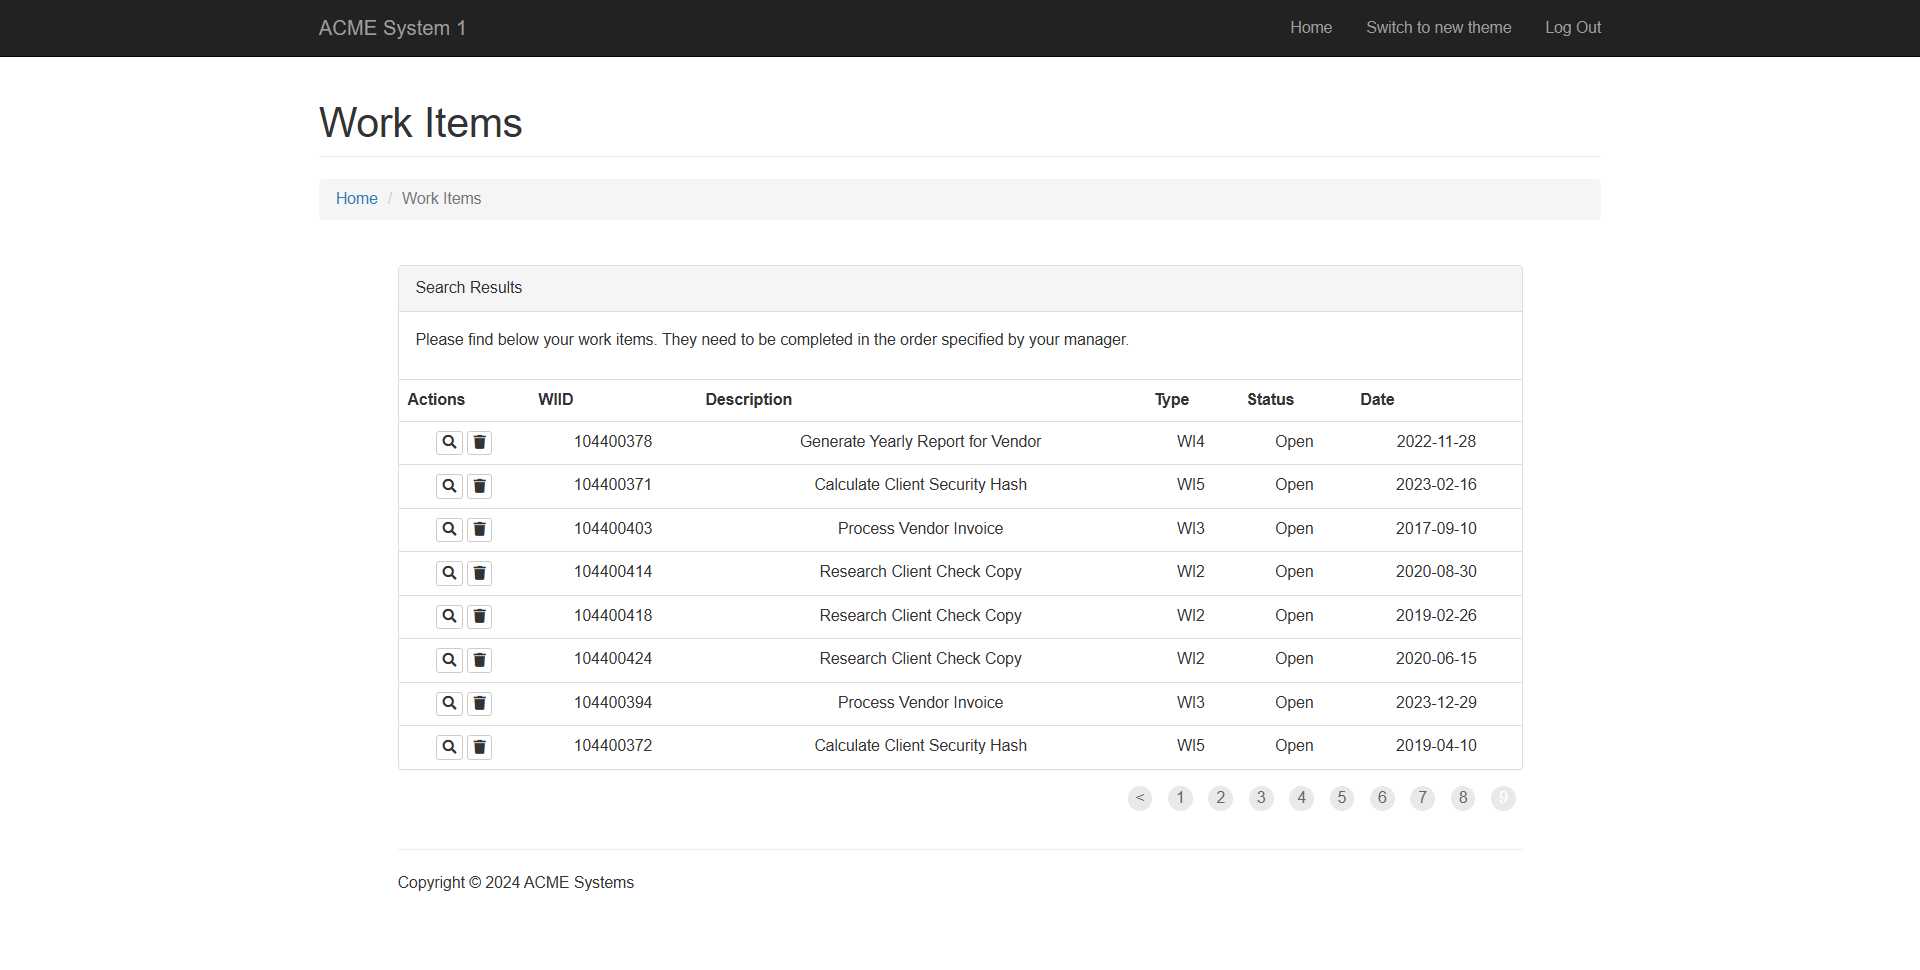 ACME System 1 Home Switch to new theme Log Out
Work Items
Home / Work Items
Search Results
Please find below your work items. They need to be completed in the order specified by your manager.
Actions WIID Description Type Status Date
104400378 Generate Yearly Report for Vendor WI4 Open 2022-11-28
104400371 Calculate Client Security Hash WI5 Open 2023-02-16
104400403 Process Vendor Invoice WI3 Open 2017-09-10
104400414 Research Client Check Copy WI2 Open 2020-08-30
104400418 Research Client Check Copy WI2 Open 2019-02-26
104400424 Research Client Check Copy WI2 Open 2020-06-15
104400394 Process Vendor Invoice WI3 Open 2023-12-29
104400372 Calculate Client Security Hash WI5 Open 2019-04-10
< 1 2 3 4 5 6 7 8 9
Copyright © 2024 ACME Systems